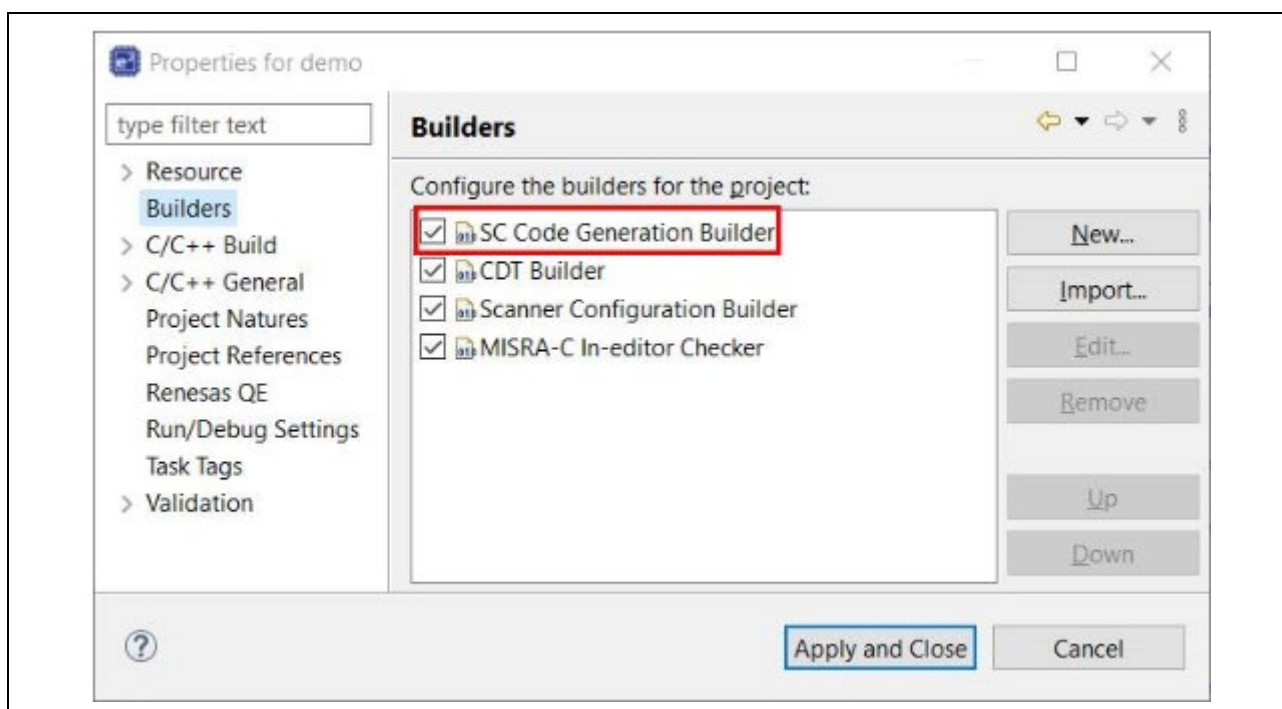 Properties for demo
type filter text
Resource
Builders
C/C++ Build
C/C++ General
Project Natures
Project References
Renesas QE
Run/Debug Settings
Task Tags
Validation
Builders
Configure the builders for the project:
SC Code Generation Builder
CDT Builder
Scanner Configuration Builder
MISRA-C In-editor Checker
New...
Import...
Edit...
Remove
Up
Down
Apply and Close
Cancel